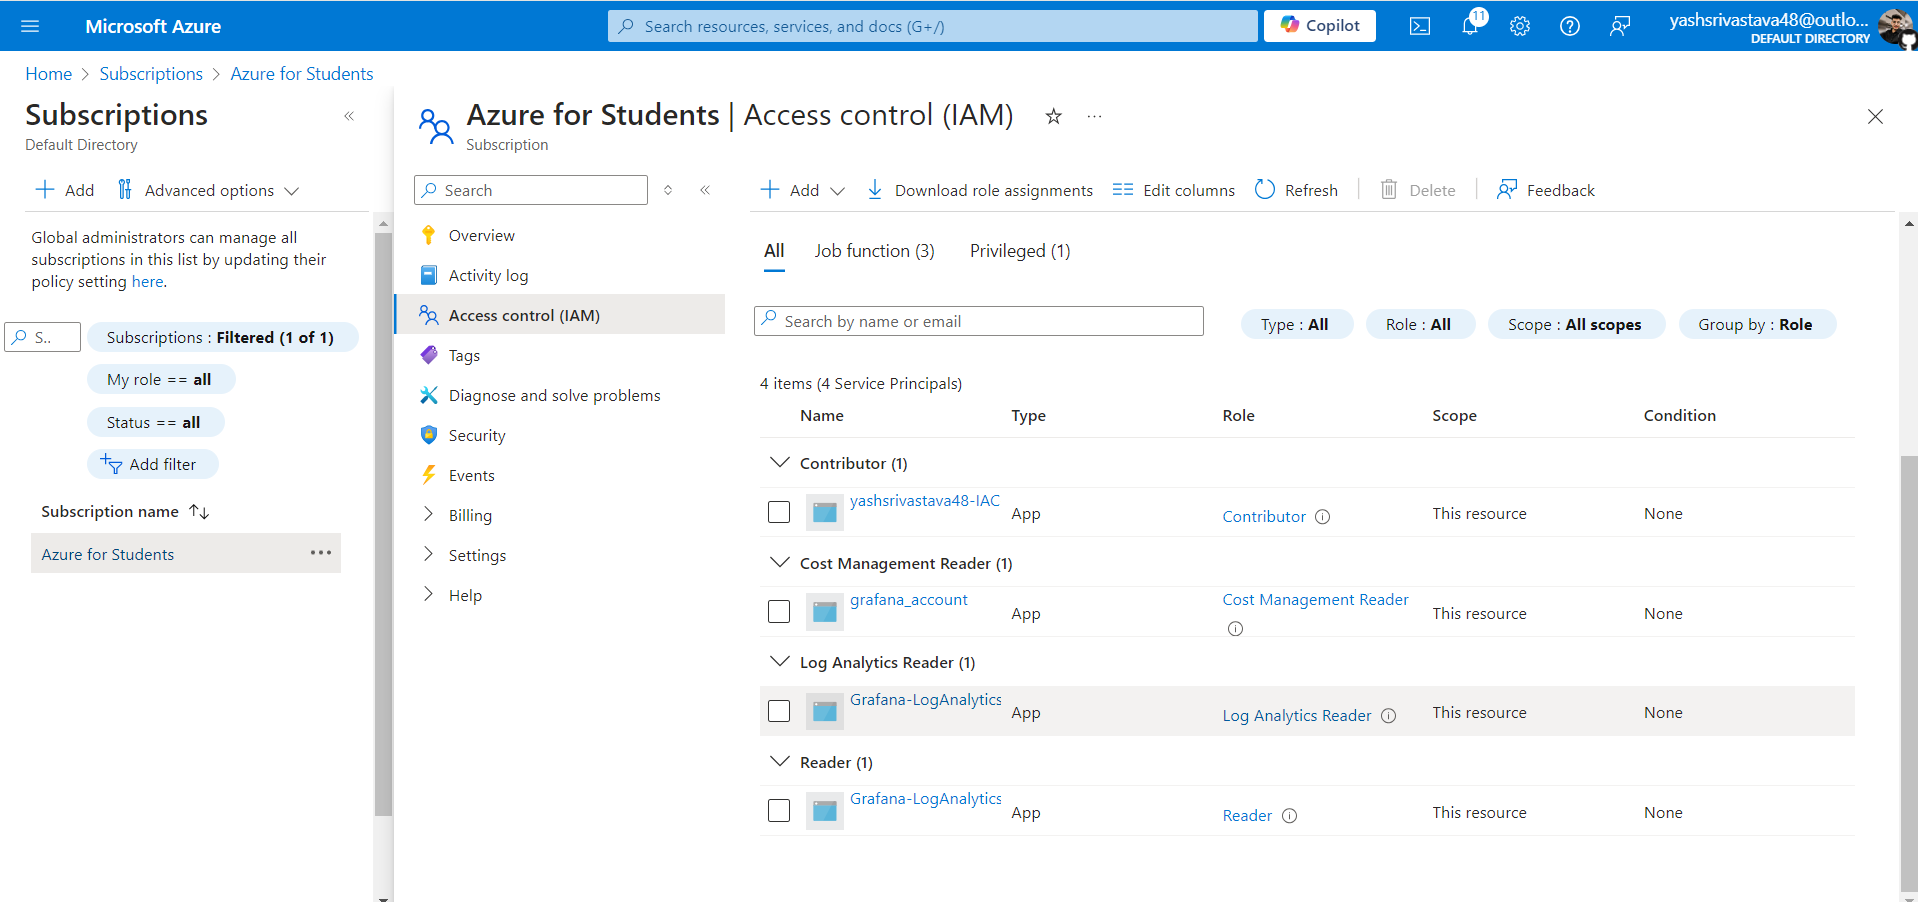 Microsoft Azure
Search resources, services, and docs (G+/)
Copilot
11
yashsrivastava48@outlo...
DEFAULT DIRECTORY
Home > Subscriptions > Azure for Students
Subscriptions
Default Directory
Add
Advanced options
Global administrators can manage all
subscriptions in this list by updating their
policy setting here.
S..
Subscriptions : Filtered (1 of 1)
My role == all
Status == all
Add filter
Subscription name
Azure for Students
Azure for Students | Access control (IAM)
Subscription
Search
Overview
Activity log
Access control (IAM)
Tags
Diagnose and solve problems
Security
Events
Billing
Settings
Help
Add
Download role assignments
Edit columns
Refresh
Delete
Feedback
All
Job function (3)
Privileged (1)
Search by name or email
Type : All
Role : All
Scope : All scopes
Group by : Role
4 items (4 Service Principals)
Name Type Role Scope Condition
Contributor (1)
yashsrivastava48-IAC App Contributor This resource None
Cost Management Reader (1)
grafana_account App Cost Management Reader This resource None
Log Analytics Reader (1)
Grafana-LogAnalytics App Log Analytics Reader This resource None
Reader (1)
Grafana-LogAnalytics App Reader This resource None